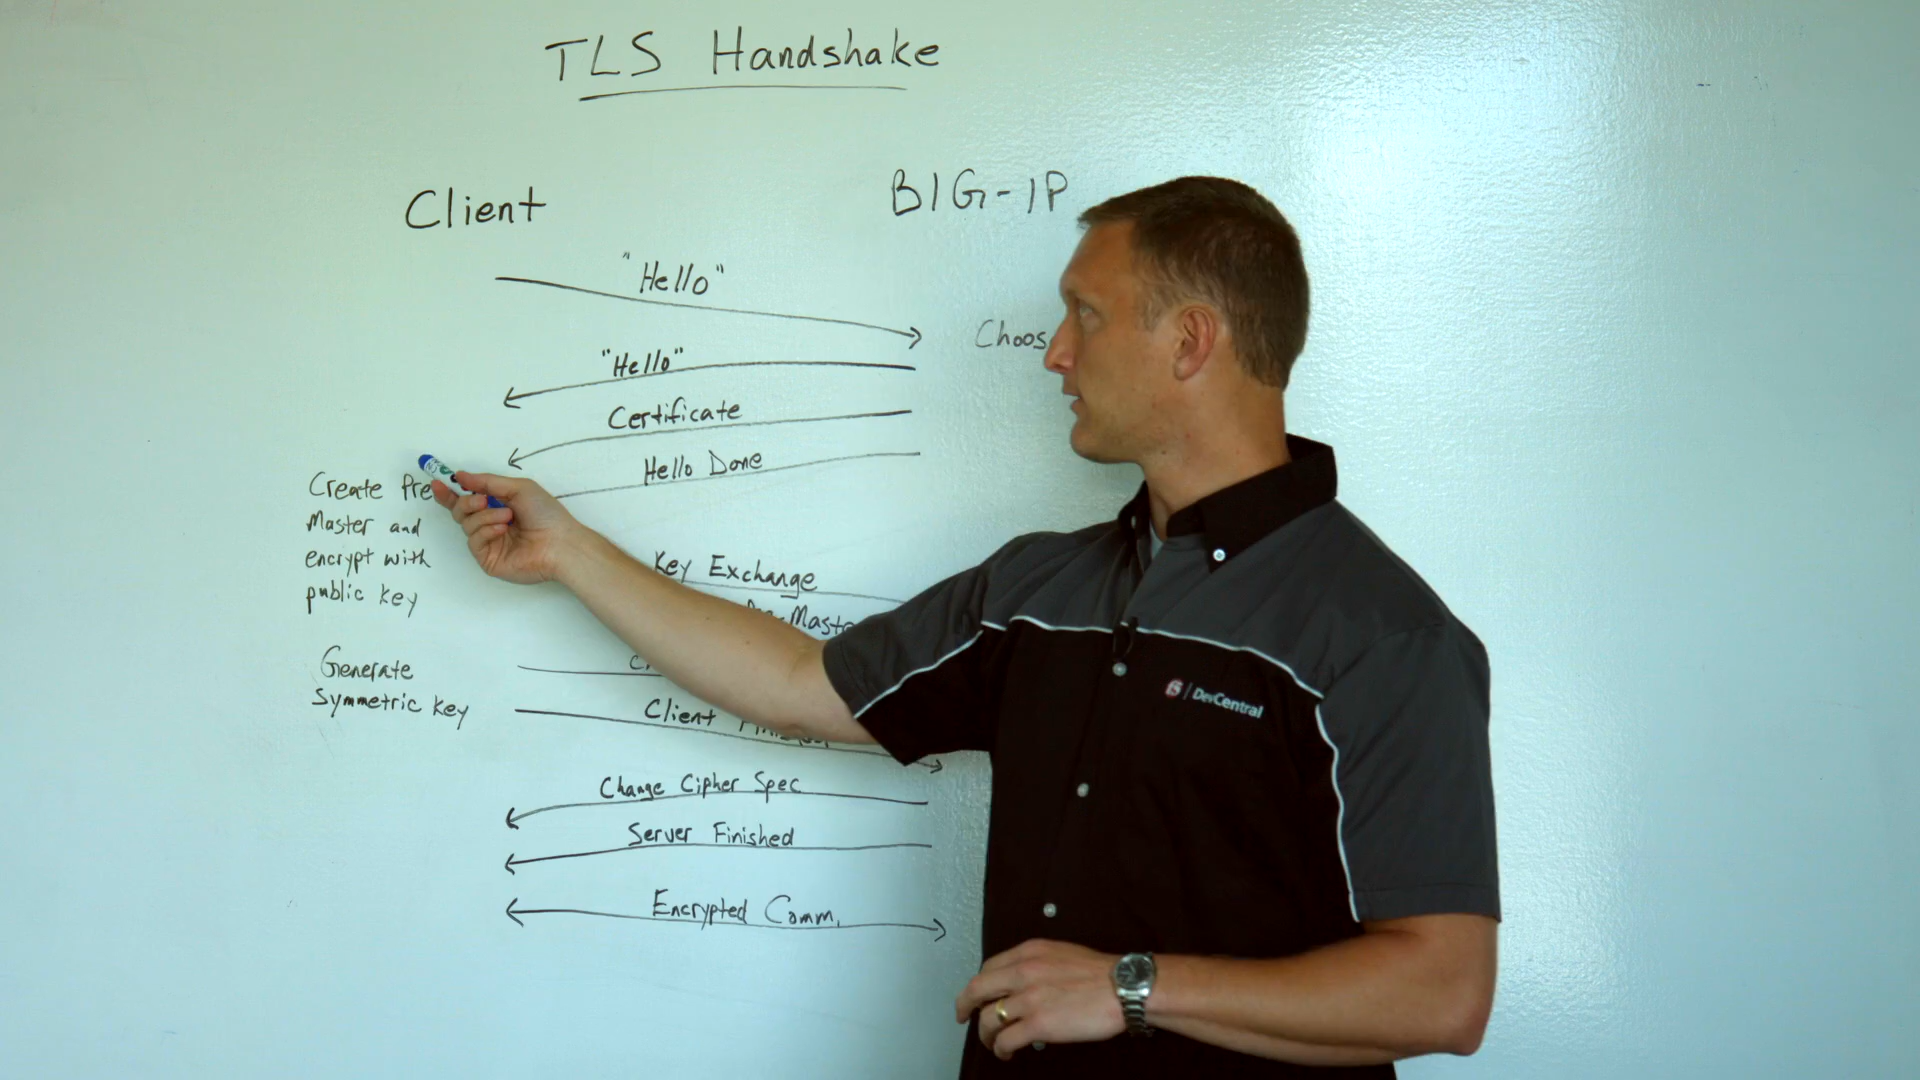 TLS Handshake
Client
BIG-IP
"Hello"
Choos
"Hello"
Certificate
Hello Done
Create Pre
Master and
encrypt with
public key
Key Exchange
Generate
Symmetric Key
Client
Change Cipher Spec
Server Finished
Encrypted Comm.
f5 | DevCentral